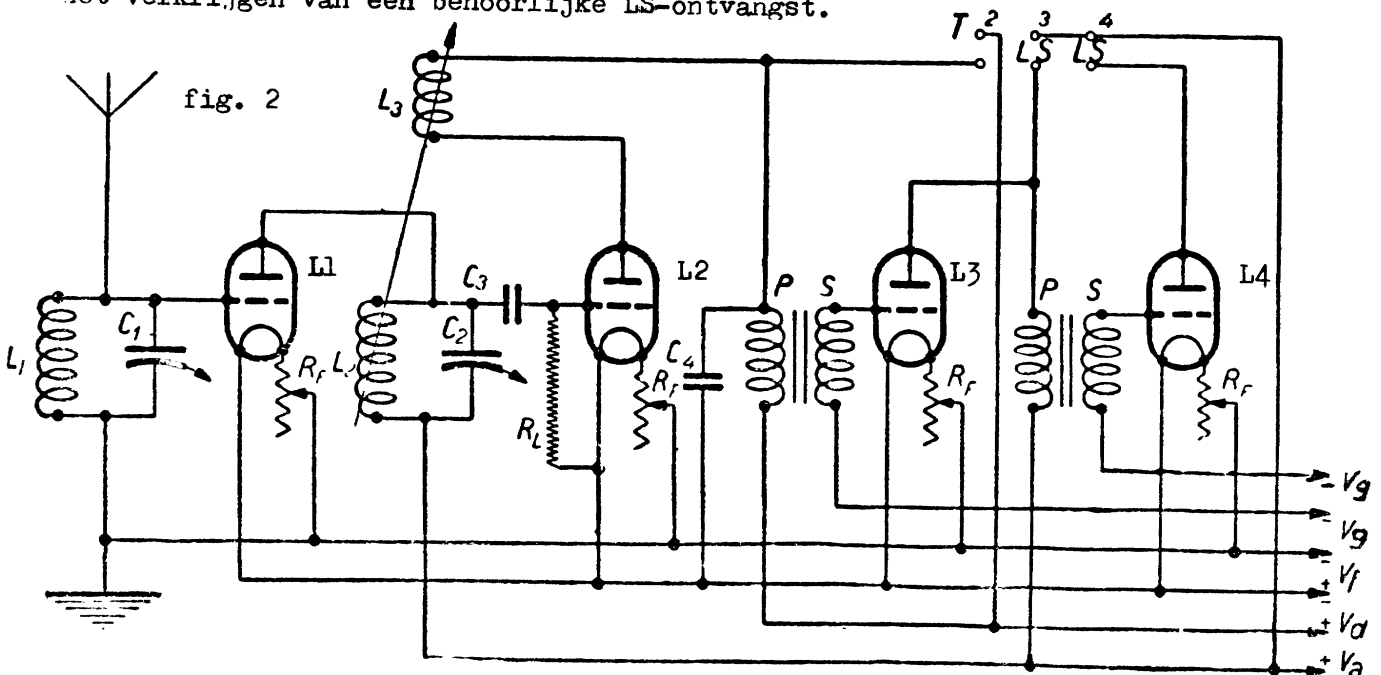 het verkrijgen van een behoorlijke LS-ontvangst.
T 2 3 4
LS LS
fig. 2
L3
L1 L2 L3 L4
C3
C1 C2 P S P S
L1 RF L2 C4 RF RF RF
RL
- Vg
- Vg
- Vf
+
- Vd
+
+ Va